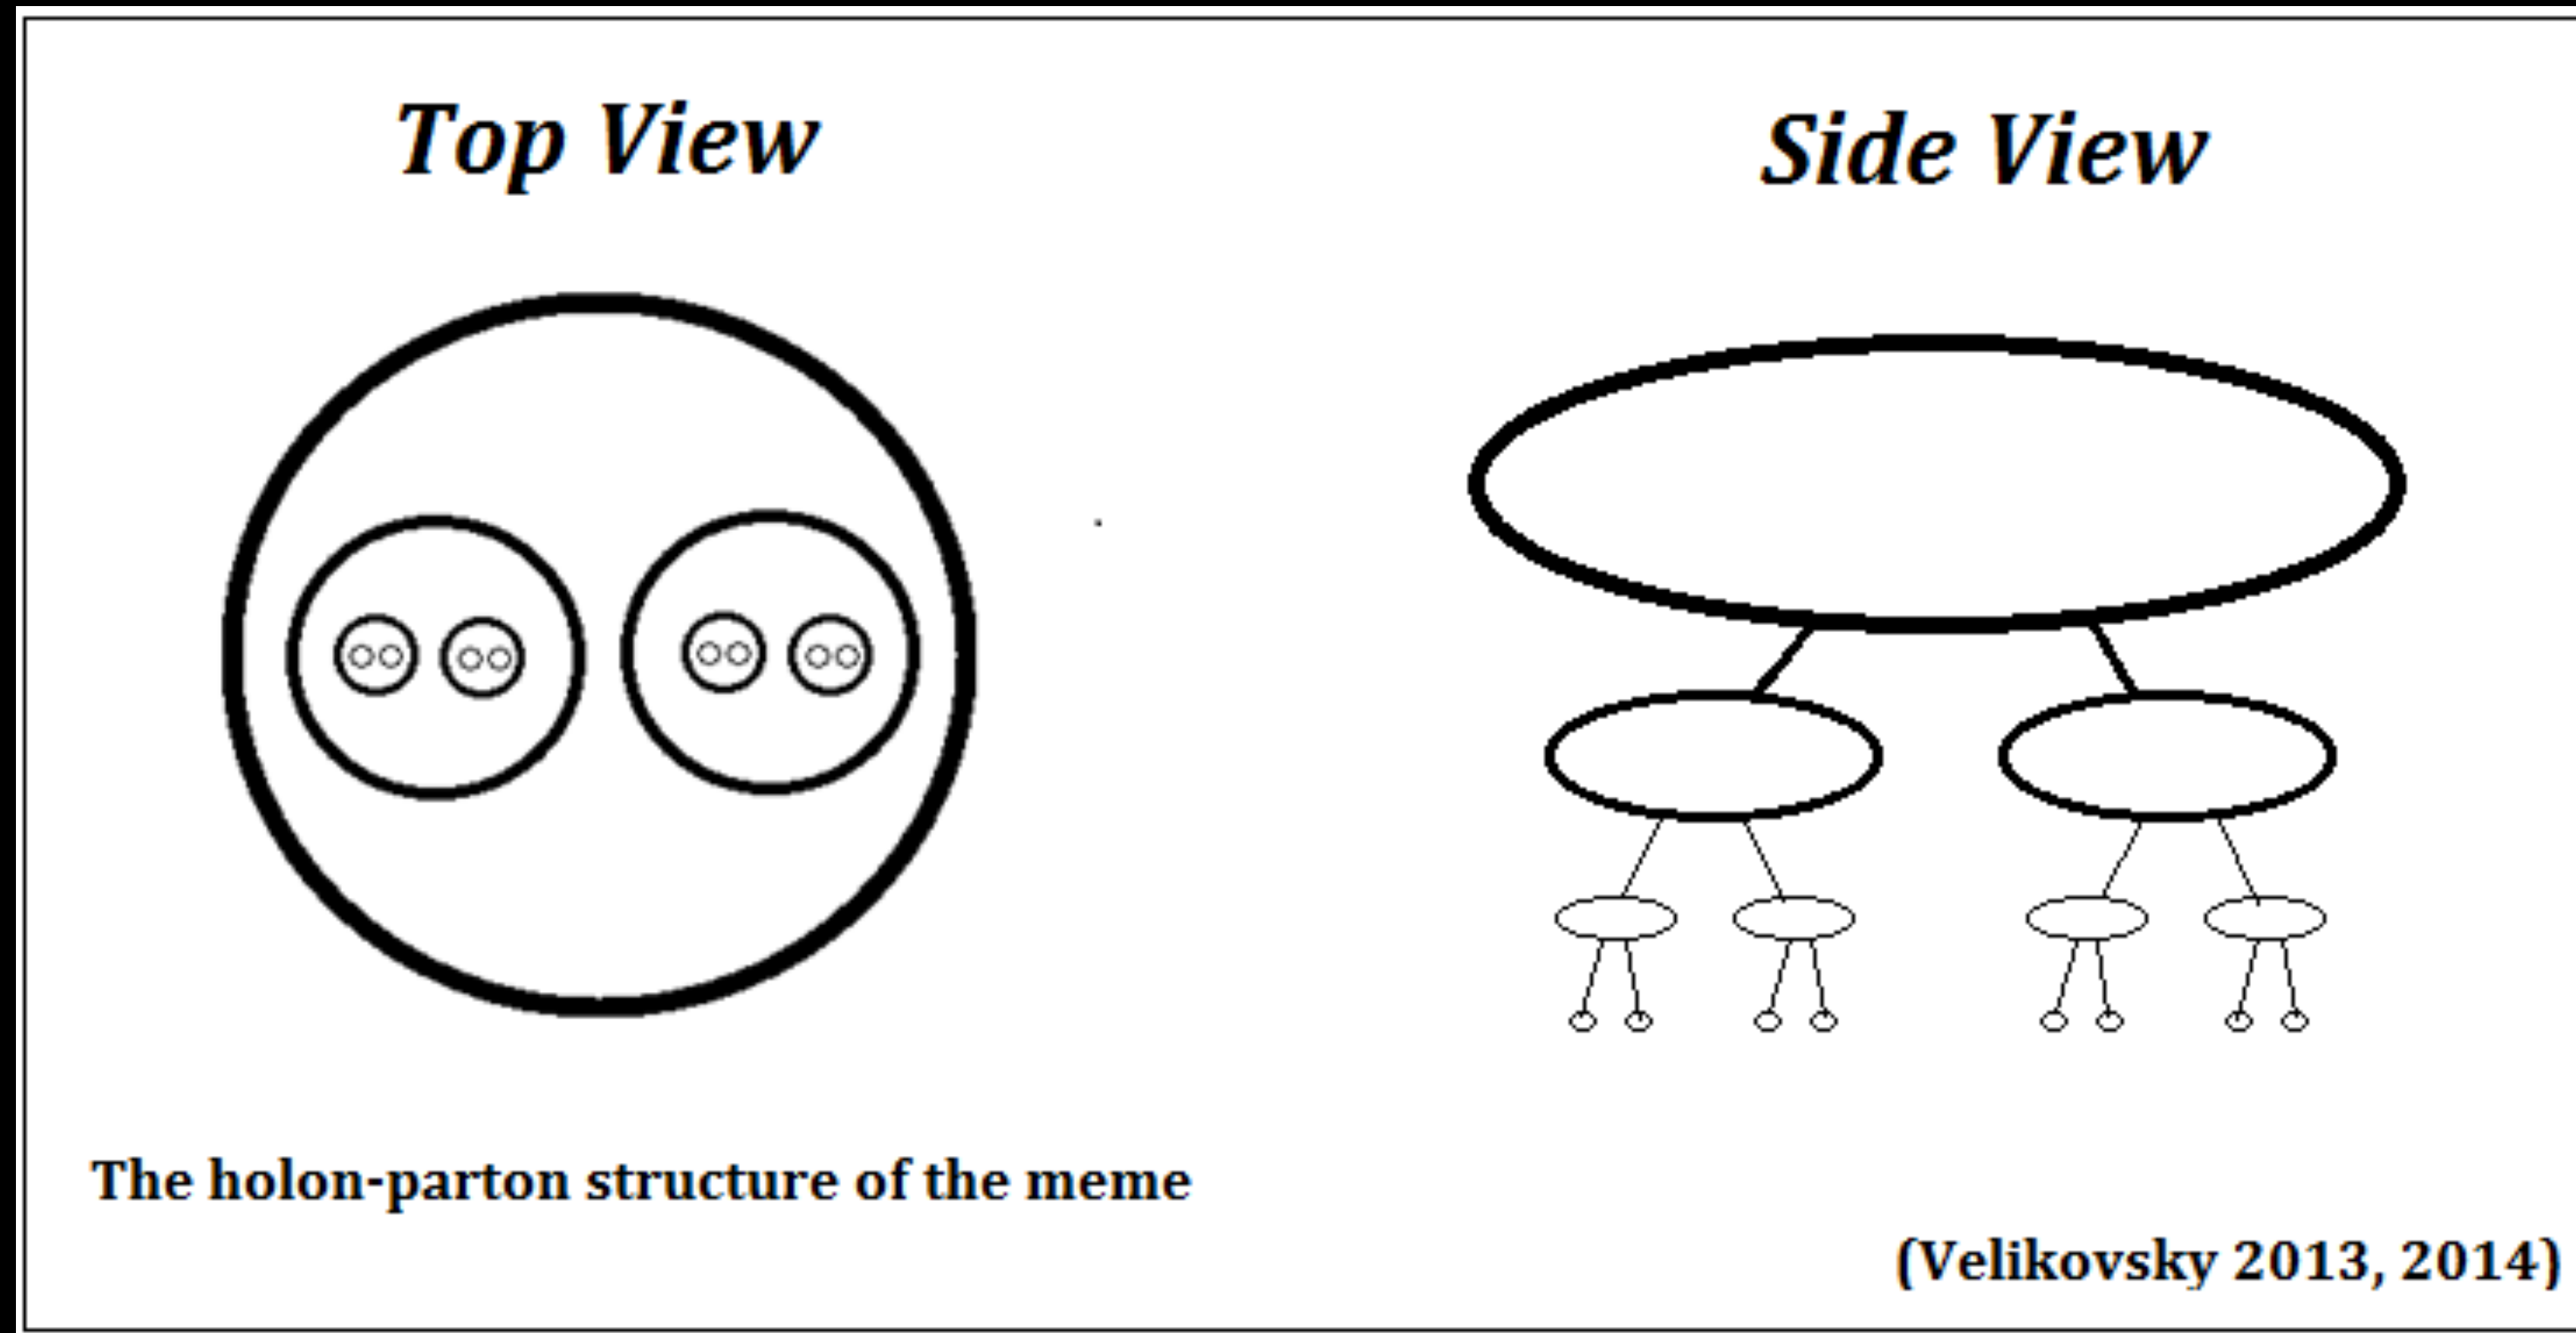 Top View
Side View
The holon-parton structure of the meme
(Velikovsky 2013, 2014)